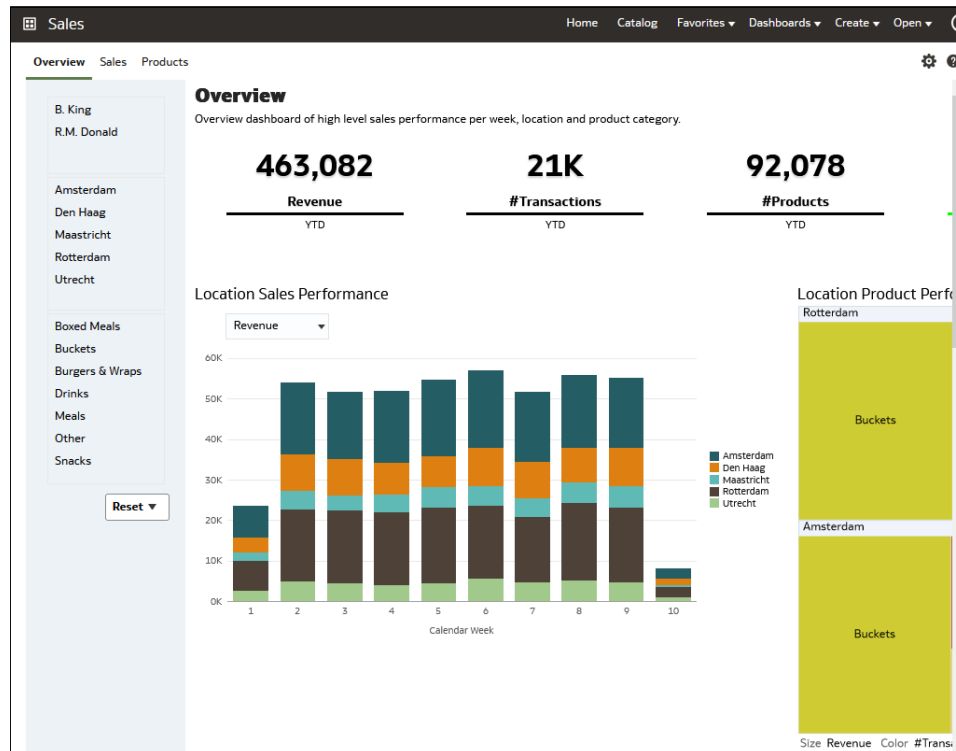 Sales
Home Catalog Favorites Dashboards Create Open
Overview Sales Products
B. King
R.M. Donald
Amsterdam
Den Haag
Maastricht
Rotterdam
Utrecht
Boxed Meals
Buckets
Burgers & Wraps
Drinks
Meals
Other
Snacks
Reset
Overview
Overview dashboard of high level sales performance per week, location and product category.
463,082 21K 92,078
Revenue #Transactions #Products
YTD YTD YTD
Location Sales Performance
Revenue
60K
50K
40K
30K
20K
10K
0K
1 2 3 4 5 6 7 8 9 10
Calendar Week
Amsterdam
Den Haag
Maastricht
Rotterdam
Utrecht
Location Product
Rotterdam
Buckets
Amsterdam
Buckets
Size Revenue Color